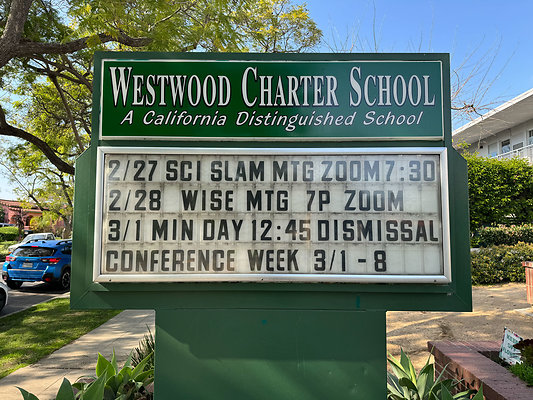 WESTWOOD CHARTER SCHOOL
A California Distinguished School
2/27 SCI SLAM MTG ZOOM 7:30
2/28 WISE MTG 7P ZOOM
3/1 MIN DAY 12:45 DISMISSAL
CONFERENCE WEEK 3/1 - 8